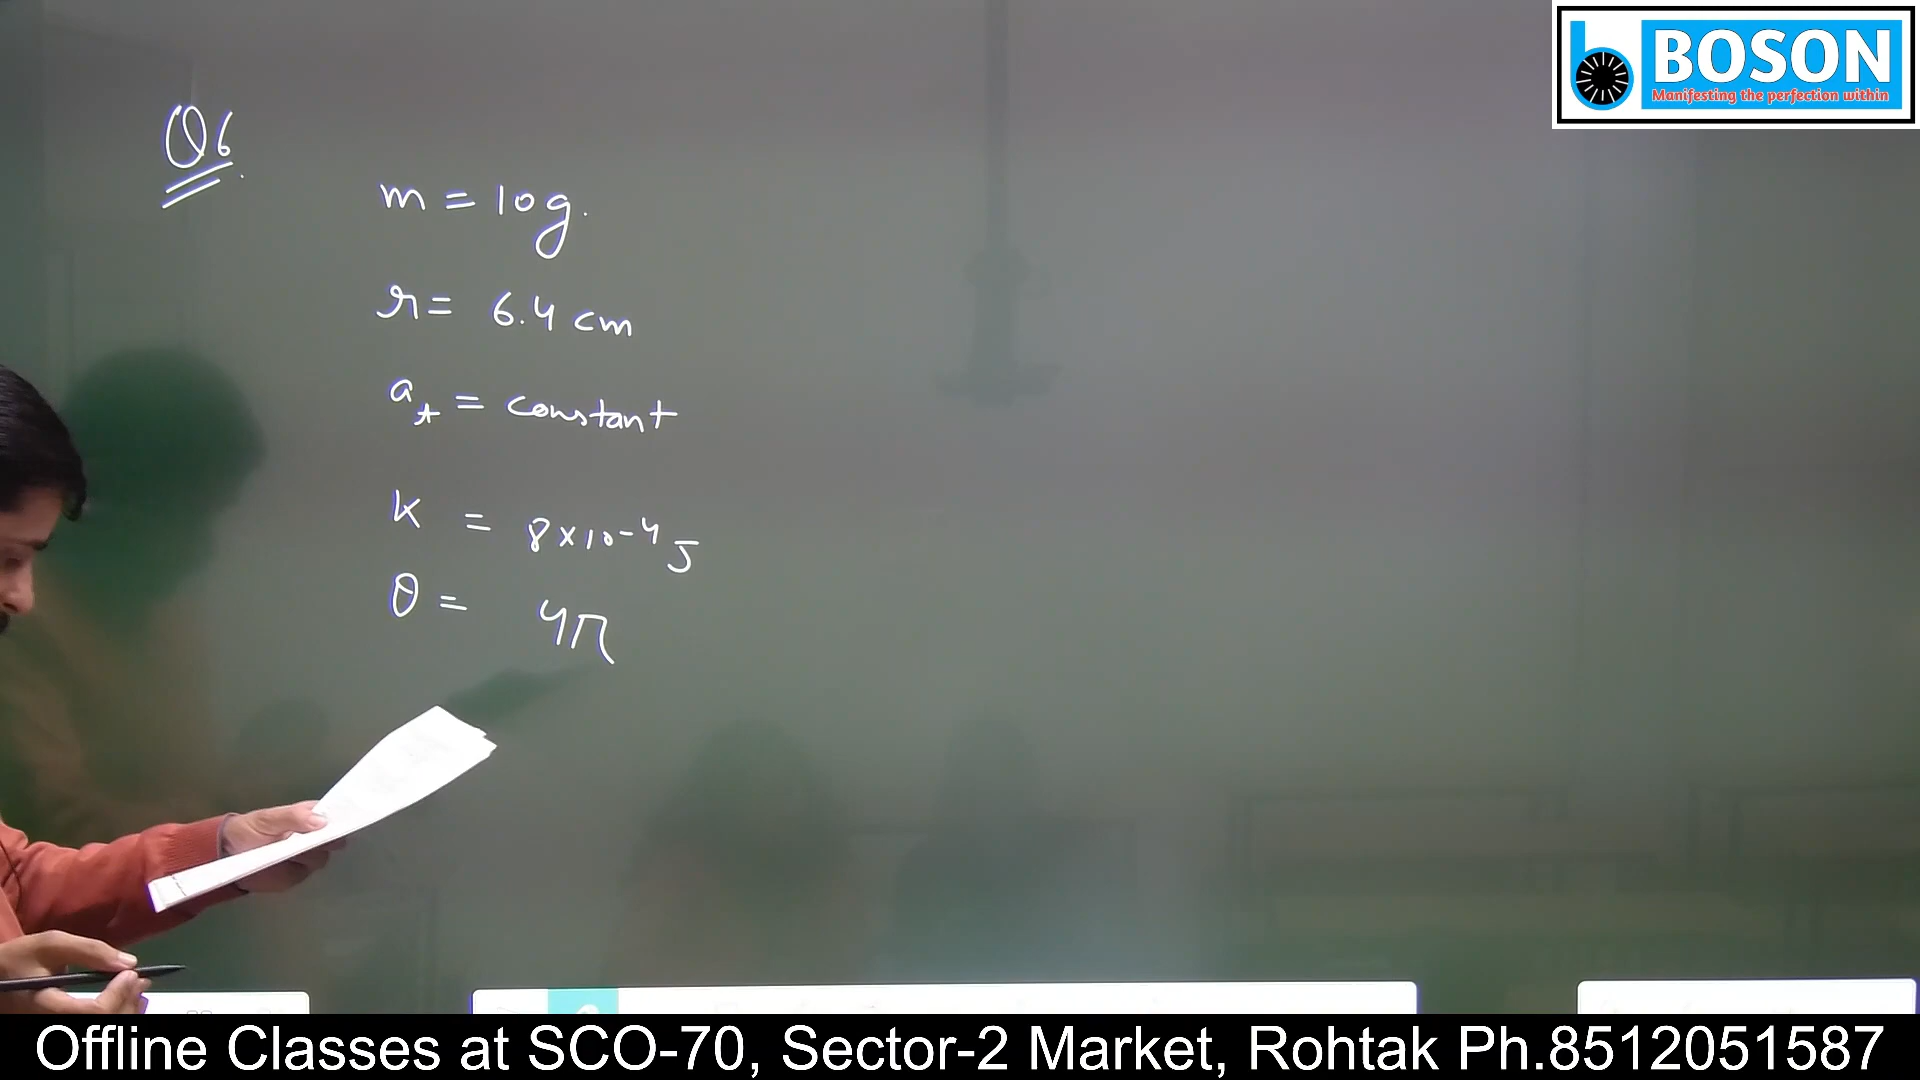 BOSON
Manifesting the perfection within
Q6
m = 10g.
r = 6.4 cm
a_t = constant
K = 8×10⁻⁴ J
θ = 4π
Offline Classes at SCO-70, Sector-2 Market, Rohtak Ph.8512051587